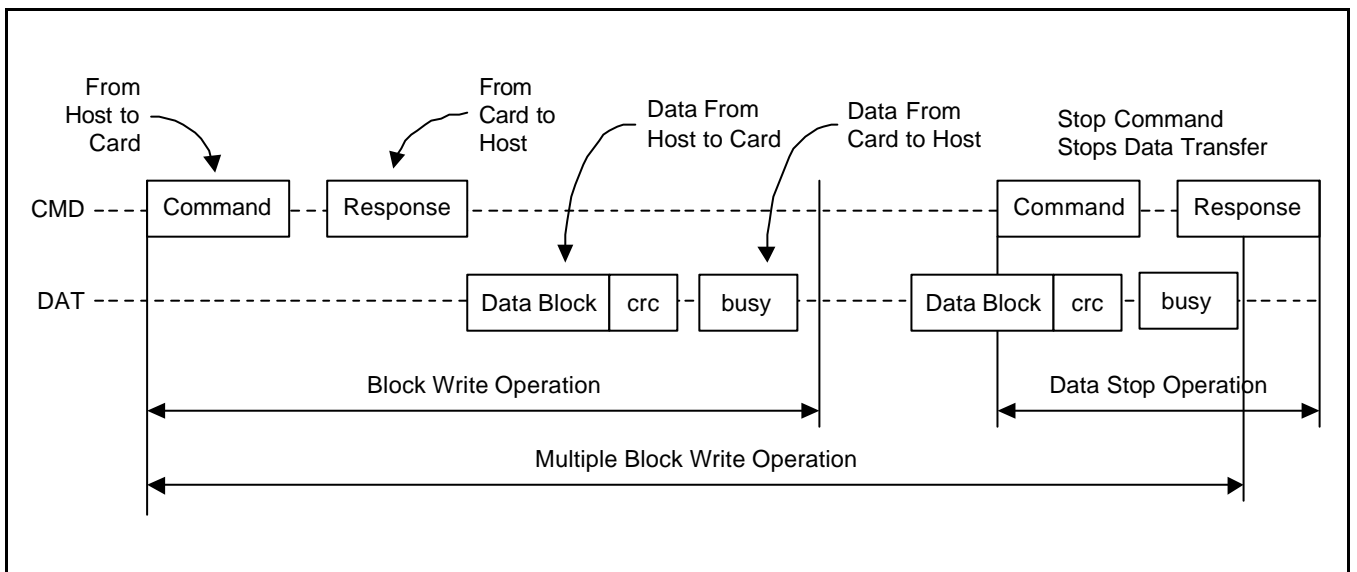 From
Host to
Card
From
Card to
Host
Data From
Host to Card
Data From
Card to Host
Stop Command
Stops Data Transfer
CMD Command Response Command Response
DAT Data Block crc busy Data Block crc busy
Block Write Operation Data Stop Operation
Multiple Block Write Operation